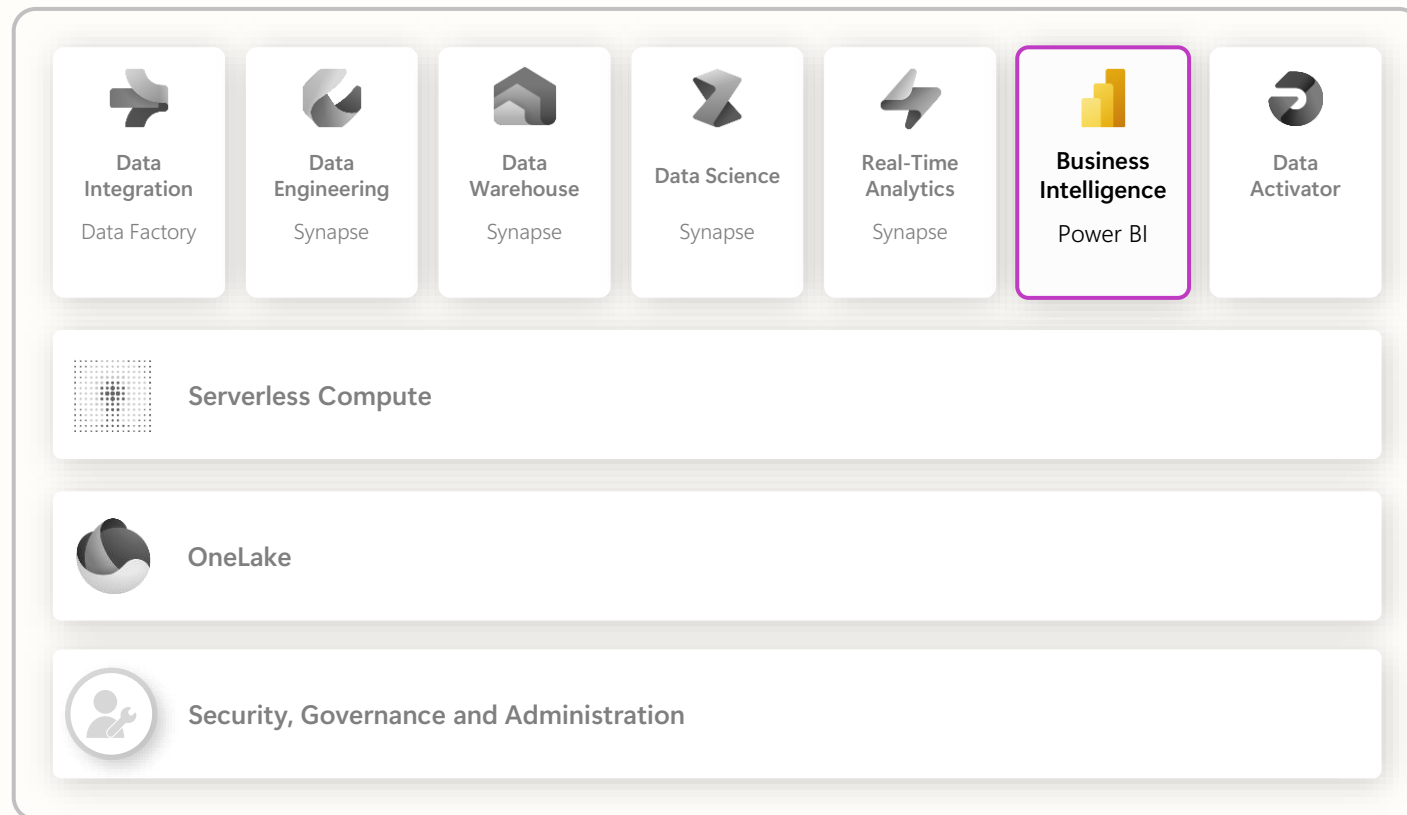 Data
Integration
Data Factory
Data
Engineering
Synapse
Data
Warehouse
Synapse
Data Science
Synapse
Real-Time
Analytics
Synapse
Business
Intelligence
Power BI
Data
Activator
Serverless Compute
OneLake
Security, Governance and Administration